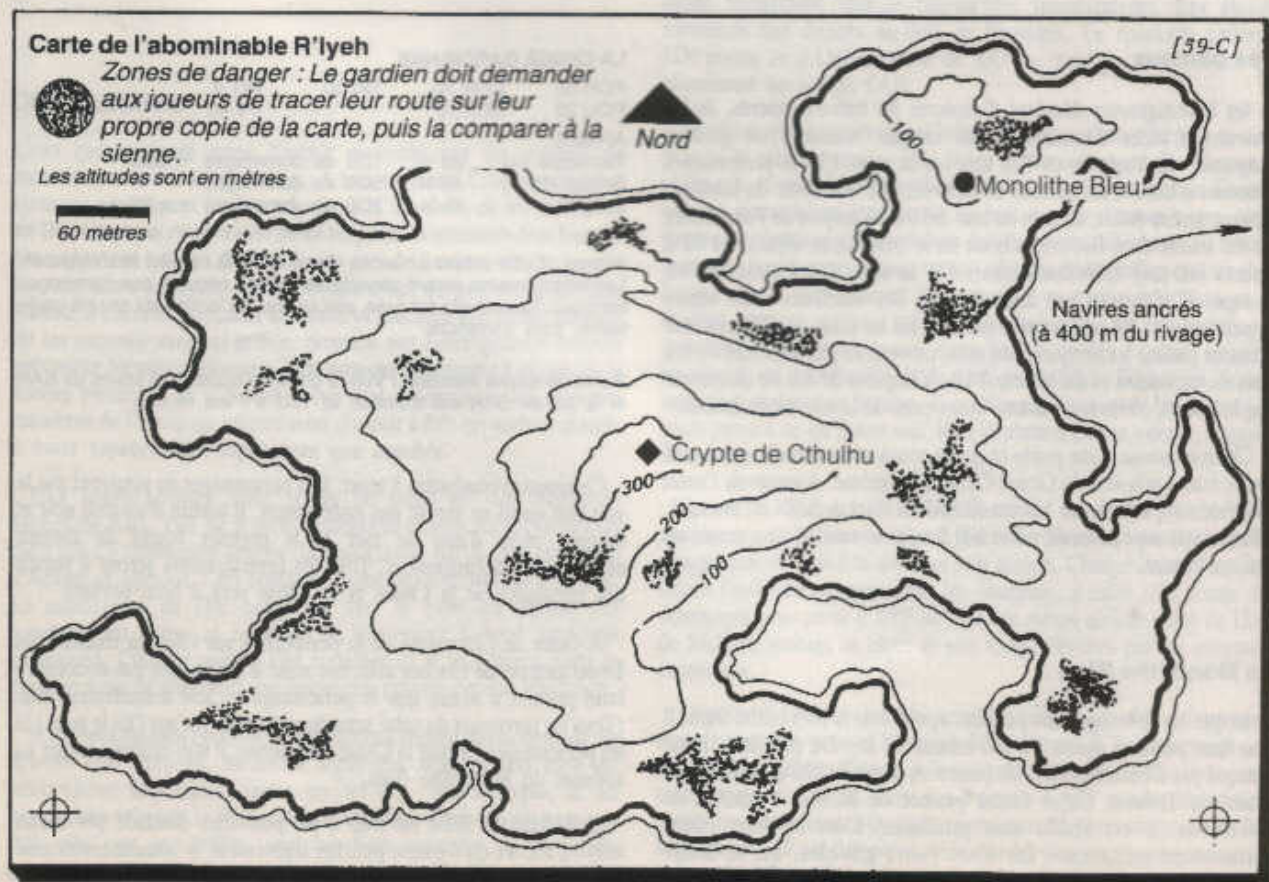 Carte de l'abominable R'lyeh
[59-C]
Zones de danger : Le gardien doit demander
aux joueurs de tracer leur route sur leur
propre copie de la carte, puis la comparer à la
sienne.
Les altitudes sont en mètres
60 mètres
Nord
100
Monolithe Bleu
Navires ancrés
(à 400 m du rivage)
Crypte de Cthulhu
300
200
100